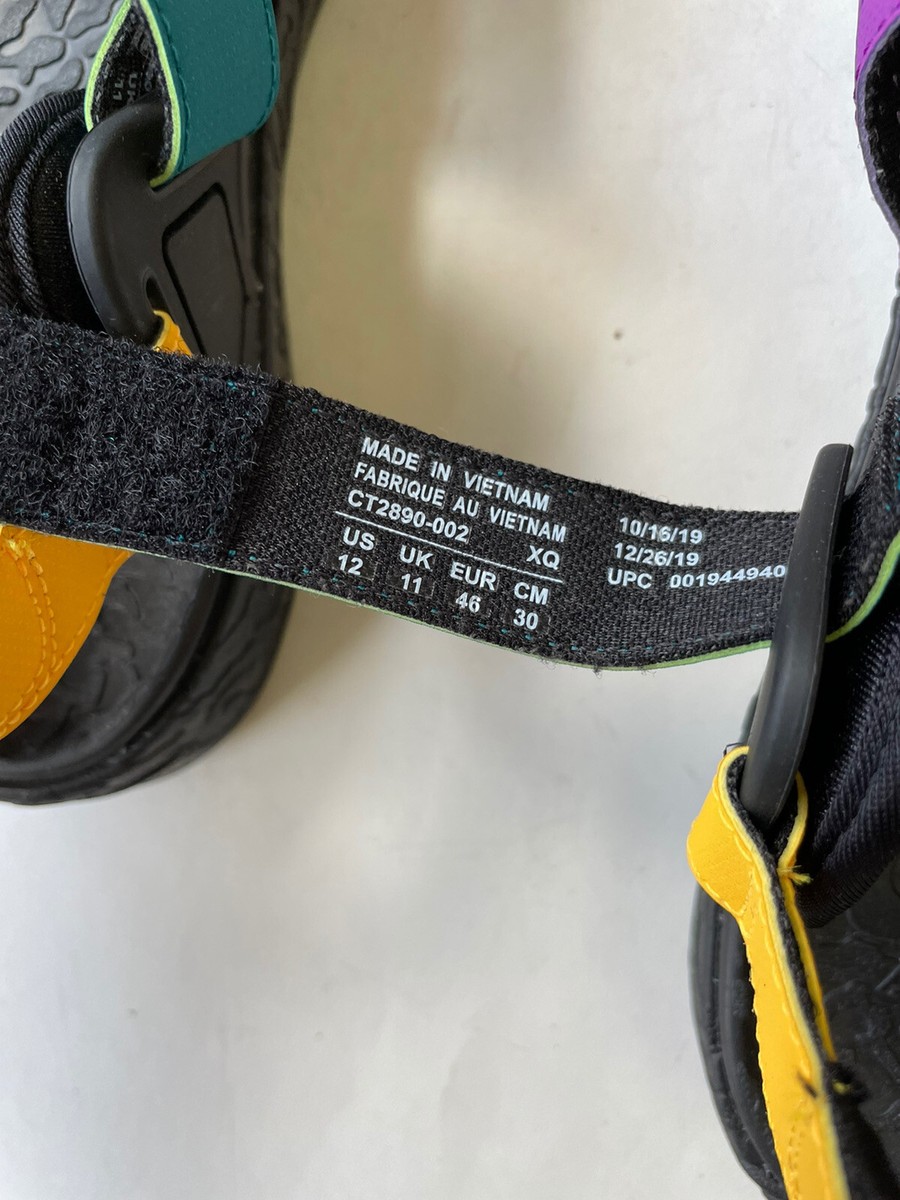 MADE IN VIETNAM
FABRIQUE AU VIETNAM
CT2890-002 XQ
US UK EUR CM
12 11 46 30
10/16/19
12/26/19
UPC 001944940